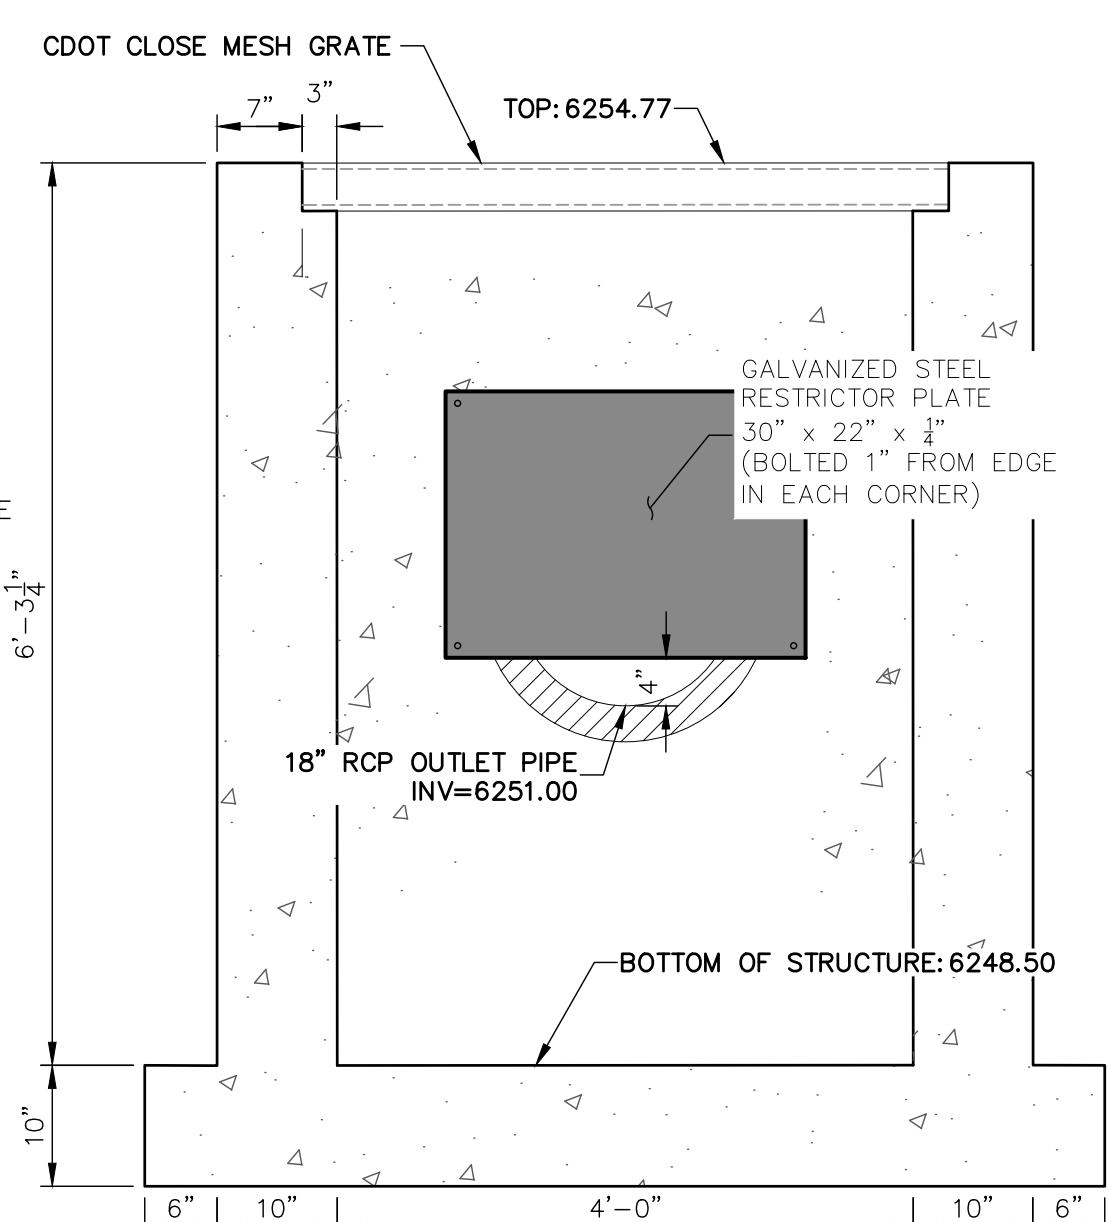 CDOT CLOSE MESH GRATE
7"
3"
TOP: 6254.77
GALVANIZED STEEL
RESTRICTOR PLATE
30" x 22" x 1/4"
(BOLTED 1" FROM EDGE
IN EACH CORNER)
E
6'-3 1/4"
4"
18" RCP OUTLET PIPE
INV=6251.00
BOTTOM OF STRUCTURE: 6248.50
10"
6"
10"
4'-0"
10"
6"